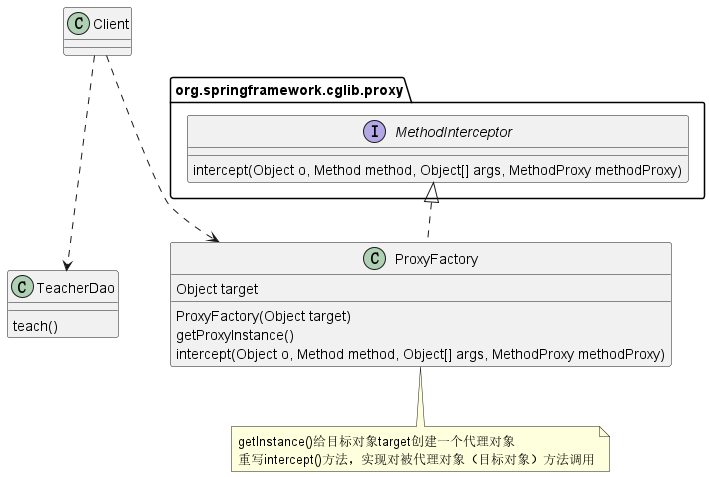 C Client
org.springframework.cglib.proxy
I MethodInterceptor
intercept(Object o, Method method, Object[] args, MethodProxy methodProxy)
C TeacherDao
teach()
C ProxyFactory
Object target
ProxyFactory(Object target)
getProxyInstance()
intercept(Object o, Method method, Object[] args, MethodProxy methodProxy)
getInstance()给目标对象target创建一个代理对象
重写intercept()方法，实现对被代理对象（目标对象）方法调用